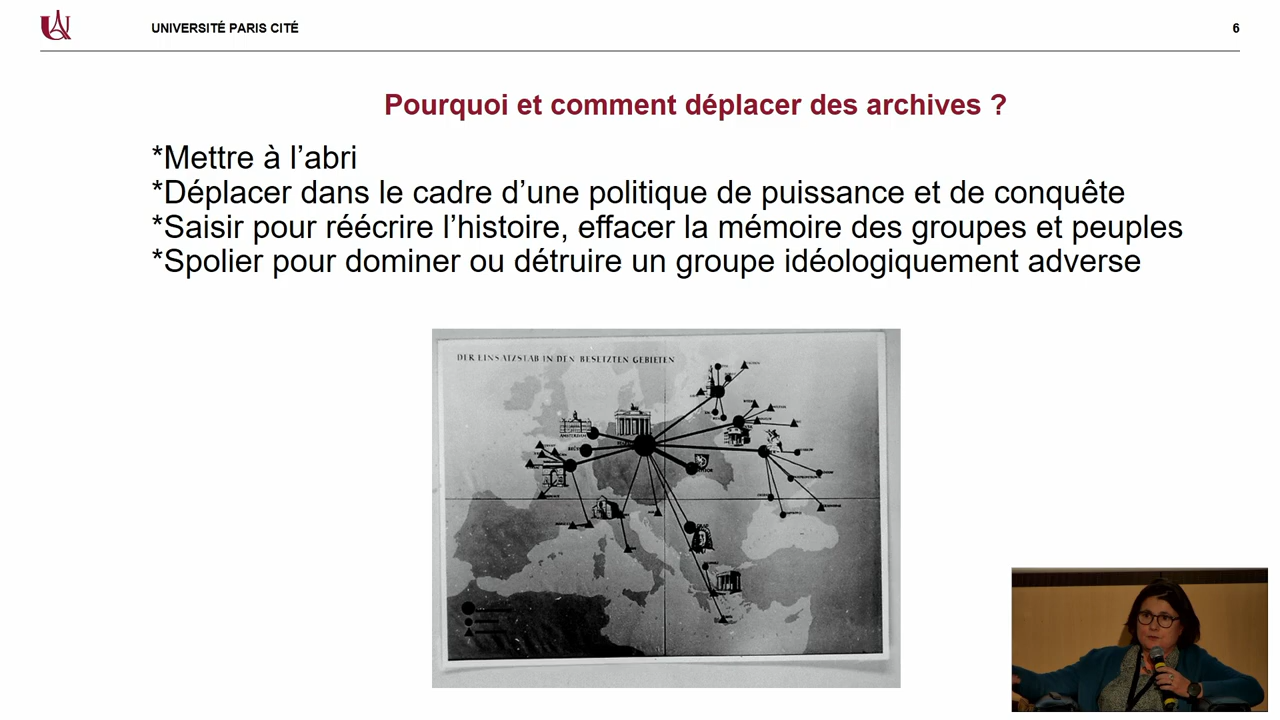 UNIVERSITÉ PARIS CITÉ
6
Pourquoi et comment déplacer des archives ?
*Mettre à l’abri
*Déplacer dans le cadre d’une politique de puissance et de conquête
*Saisir pour réécrire l’histoire, effacer la mémoire des groupes et peuples
*Spolier pour dominer ou détruire un groupe idéologiquement adverse
DER EINSATZSTAB IN DEN BESETZTEN GEBIETEN
AMSTERDAM